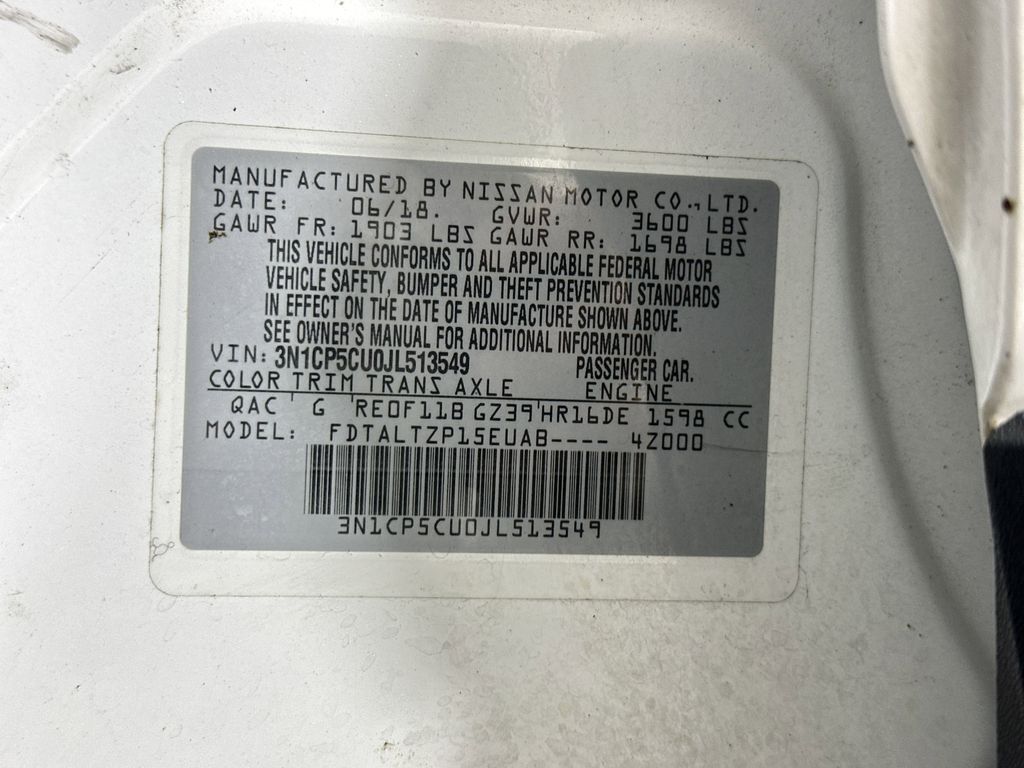 MANUFACTURED BY NISSAN MOTOR CO., LTD.
DATE: 06/18. GVWR: 3600 LBS
GAWR FR: 1903 LBS GAWR RR: 1698 LBS
THIS VEHICLE CONFORMS TO ALL APPLICABLE FEDERAL MOTOR
VEHICLE SAFETY, BUMPER AND THEFT PREVENTION STANDARDS
IN EFFECT ON THE DATE OF MANUFACTURE SHOWN ABOVE.
SEE OWNER'S MANUAL FOR ADDITIONAL INFORMATION.
VIN: 3N1CP5CU0JL513549 PASSENGER CAR.
COLOR TRIM TRANS AXLE ENGINE
QAC G RE0F11B GZ39 HR16DE 1598 CC
MODEL: FDTALTZP15EUAB---- 4Z000
3N1CP5CU0JL513549